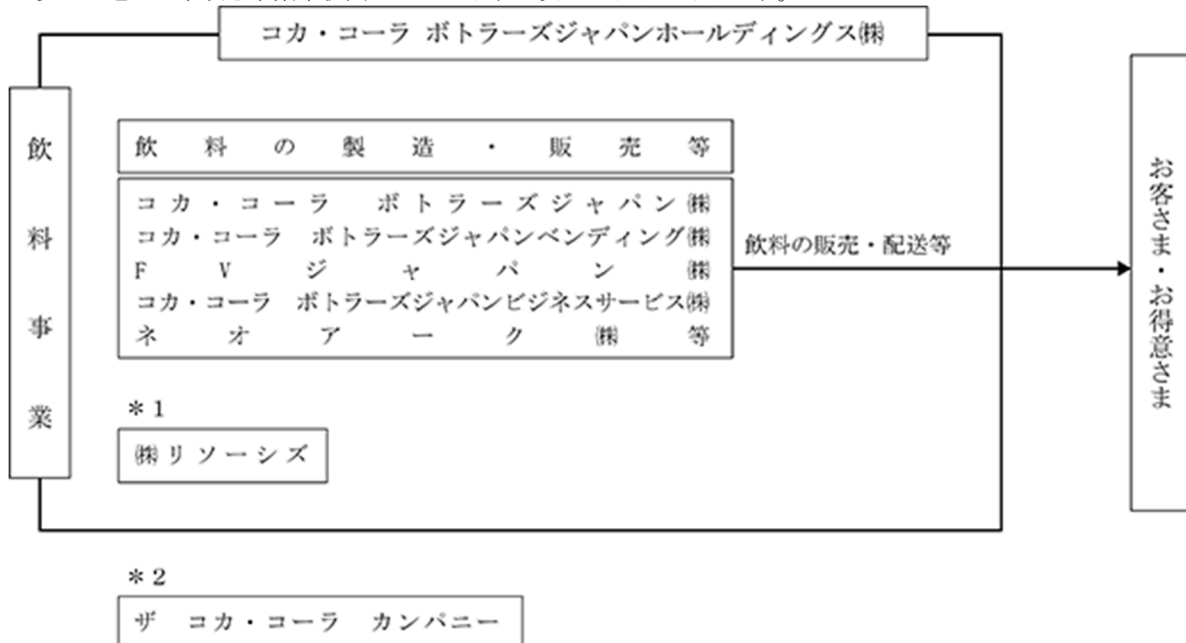 コカ・コーラ ボトラーズジャパンホールディングス㈱
飲料事業
飲料の製造・販売等
コカ・コーラ ボトラーズジャパン㈱
コカ・コーラ ボトラーズジャパンベンディング㈱
FVジャパン㈱
コカ・コーラ ボトラーズジャパンビジネスサービス㈱
ネオアーク㈱等
飲料の販売・配送等
お客さま・お得意さま
*1
㈱リソーシズ
*2
ザ コカ・コーラ カンパニー